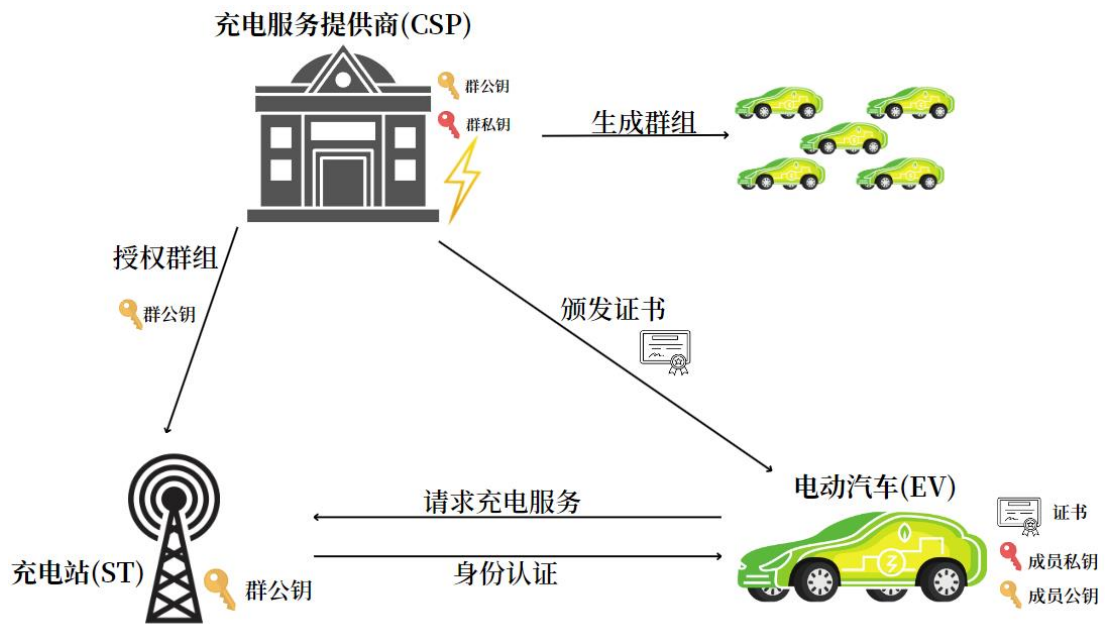 充电服务提供商(CSP)
群公钥
群私钥
生成群组
授权群组
群公钥
颁发证书
电动汽车(EV)
请求充电服务
证书
身份认证
成员私钥
成员公钥
充电站(ST)
群公钥